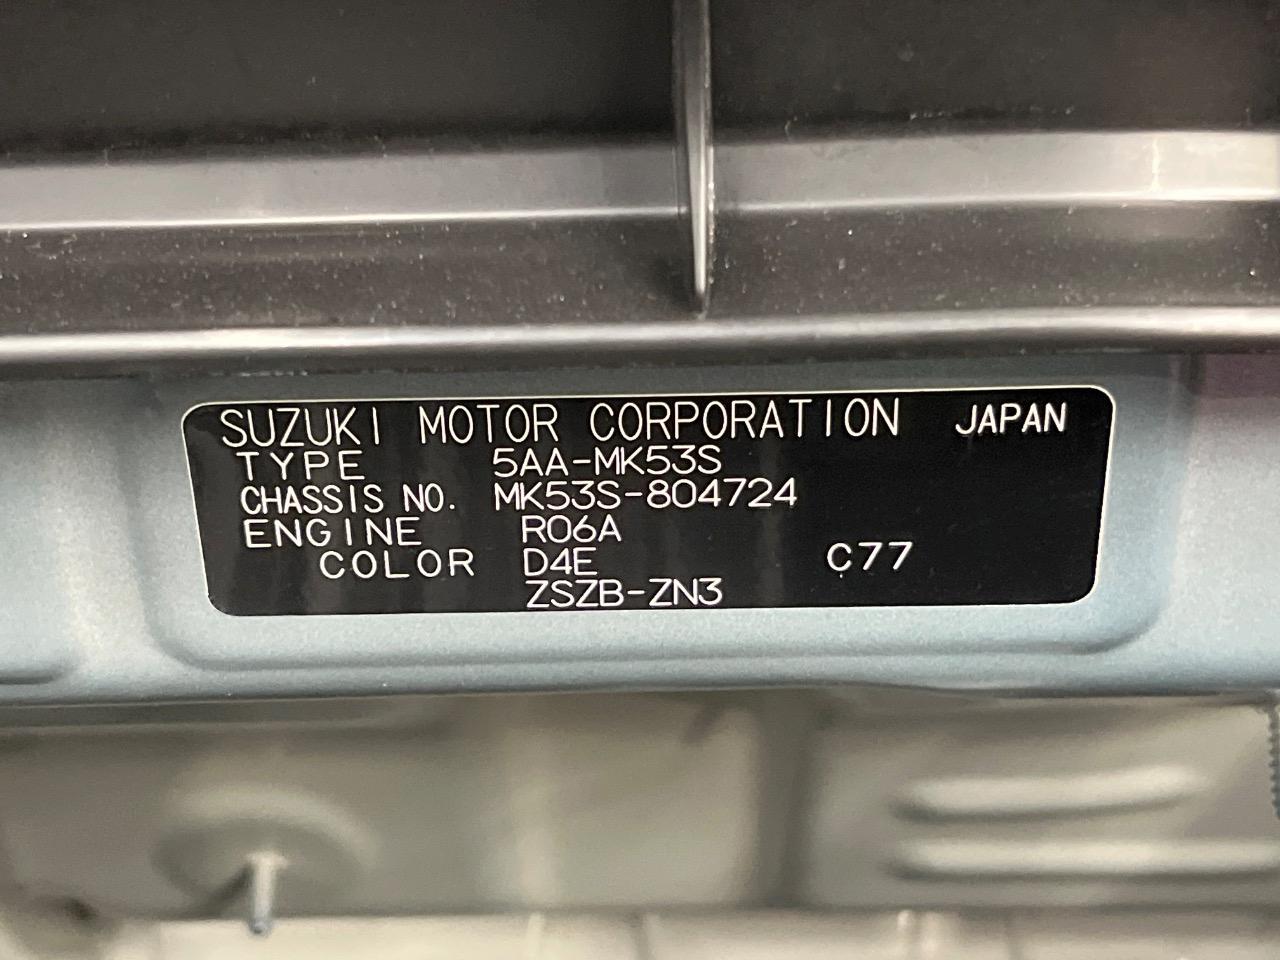 SUZUKI MOTOR CORPORATION JAPAN
TYPE 5AA-MK53S
CHASSIS NO. MK53S-804724
ENGINE R06A
COLOR D4E C77
ZSZB-ZN3